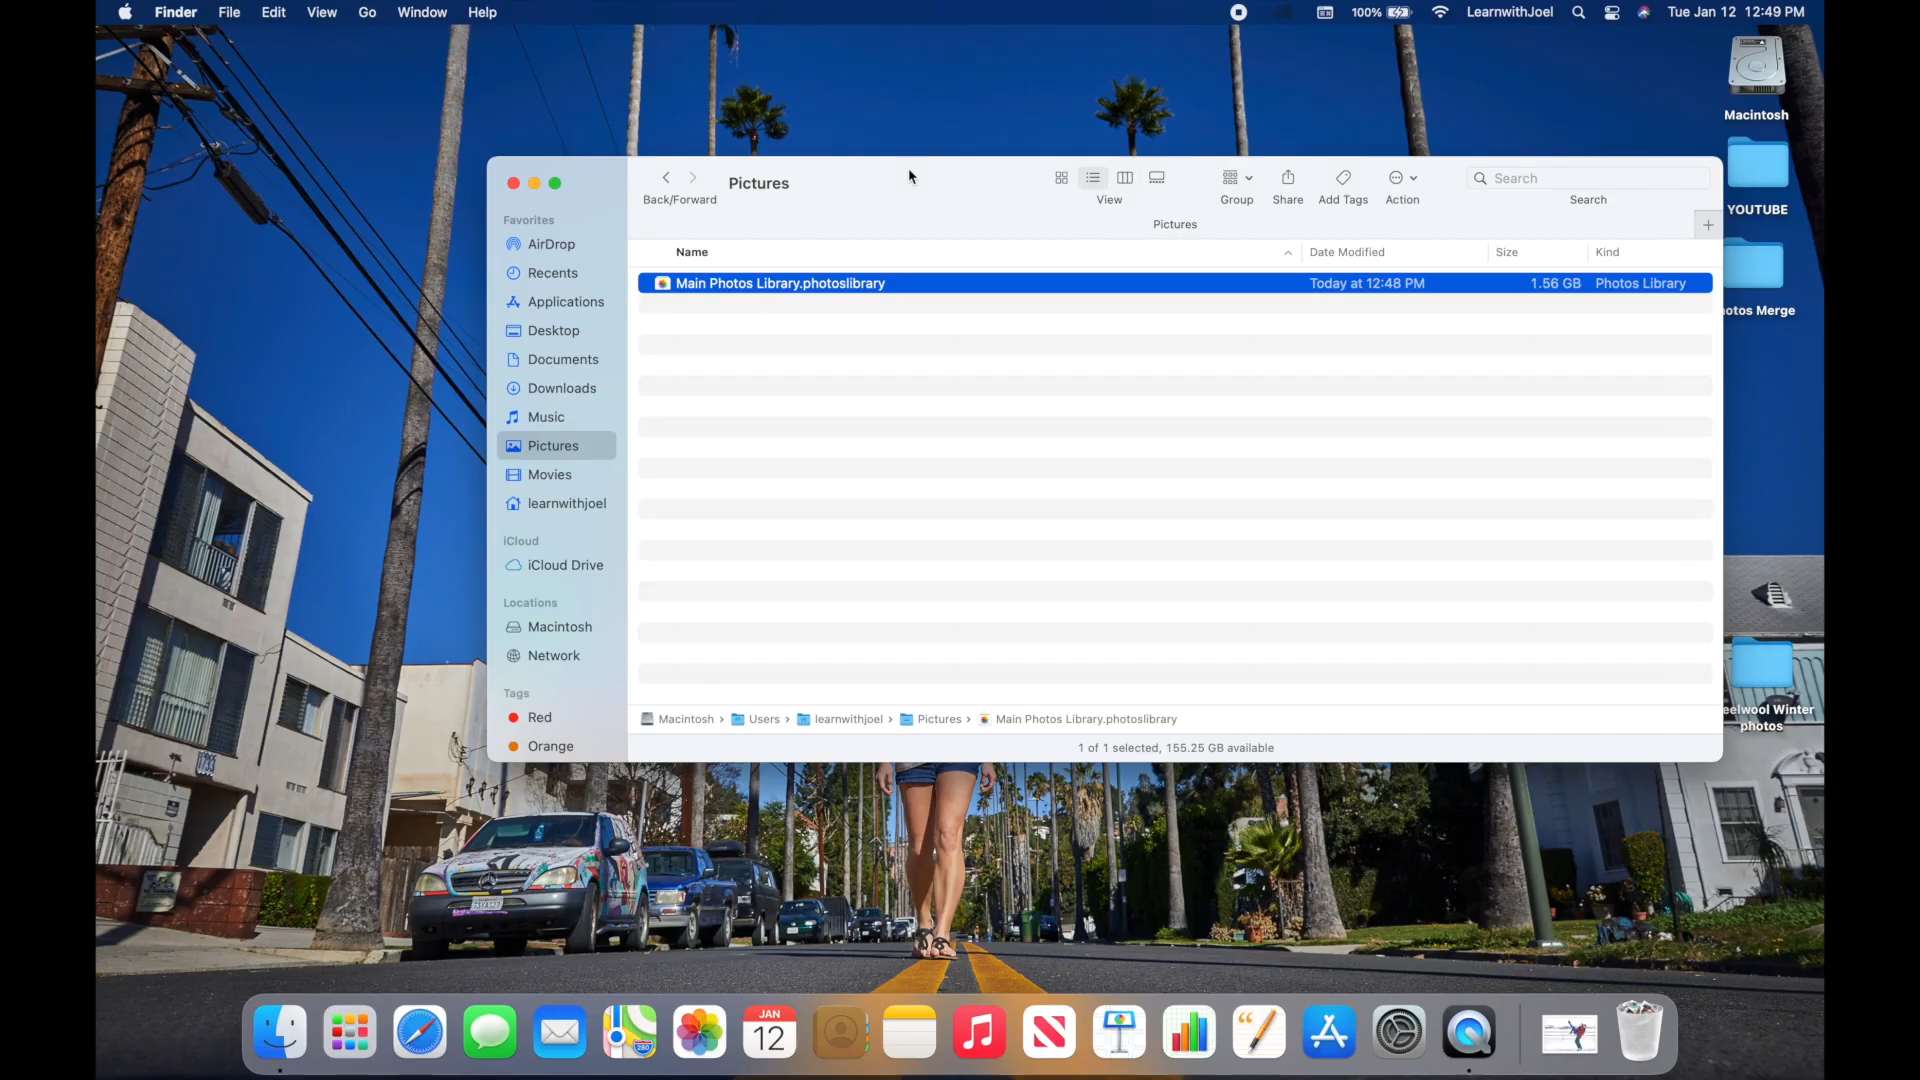 Finder File Edit View Go Window Help 100% LearnwithJoel Tue Jan 12 12:49 PM
Macintosh
YOUTUBE
otos Merge
eelwool Winter
photos
Back/Forward
Pictures
View
Group
Share
Add Tags
Action
Search
Search
Pictures
Favorites
AirDrop
Recents
Applications
Desktop
Documents
Downloads
Music
Pictures
Movies
learnwithjoel
iCloud
iCloud Drive
Locations
Macintosh
Network
Tags
Red
Orange
Name Date Modified Size Kind
Main Photos Library.photoslibrary Today at 12:48 PM 1.56 GB Photos Library
Macintosh › Users › learnwithjoel › Pictures › Main Photos Library.photoslibrary
1 of 1 selected, 155.25 GB available
JAN
12
280